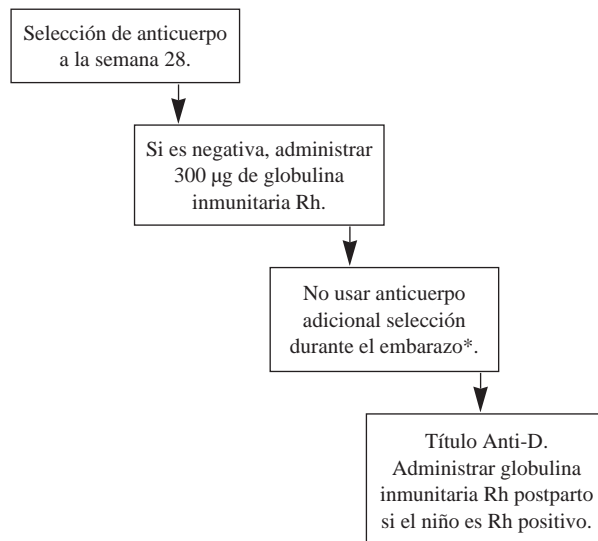 Selección de anticuerpo
a la semana 28.
Si es negativa, administrar
300 µg de globulina
inmunitaria Rh.
No usar anticuerpo
adicional selección
durante el embarazo*.
Título Anti-D.
Administrar globulina
inmunitaria Rh postparto
si el niño es Rh positivo.